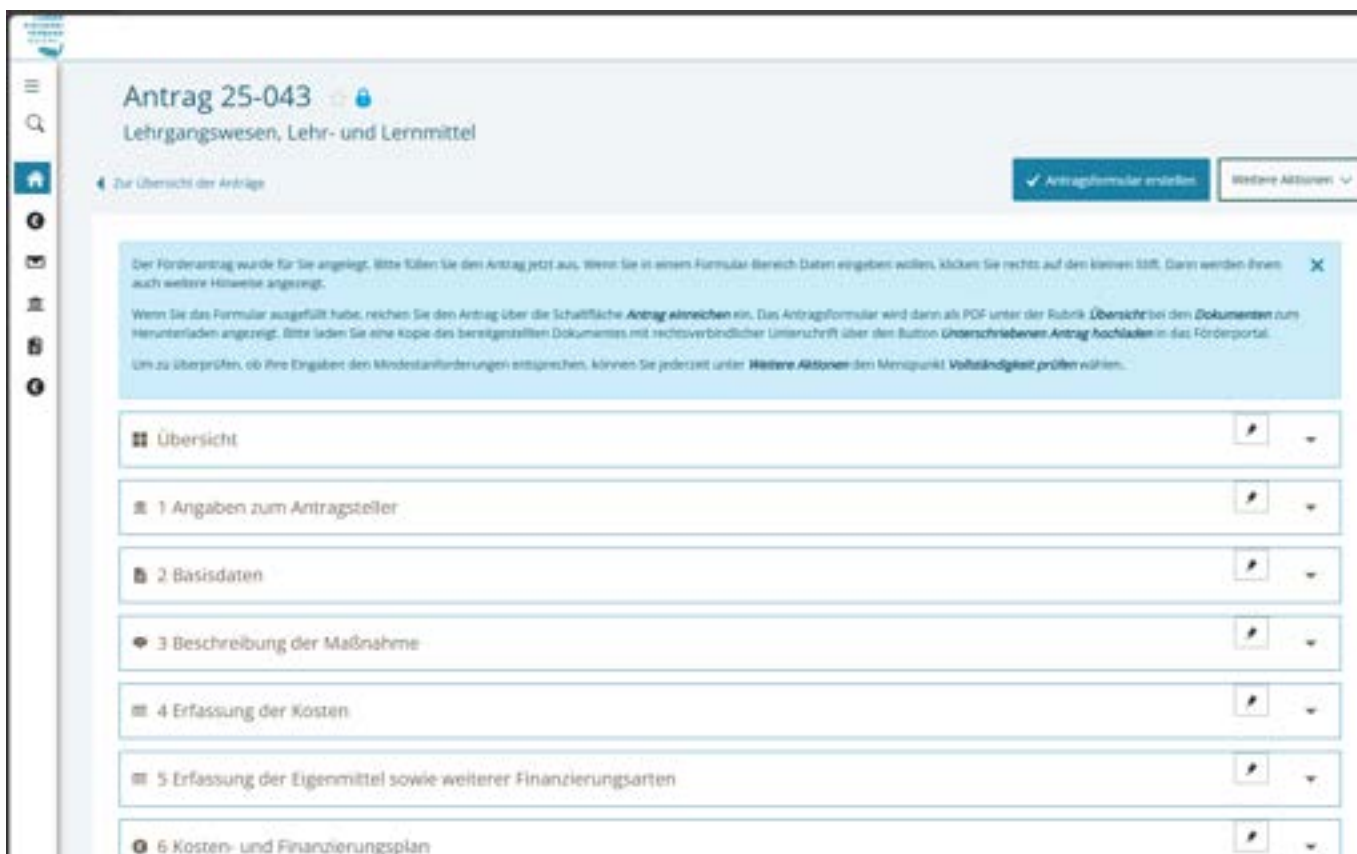 Antrag 25-043
Lehrgangswesen, Lehr- und Lernmittel
Zur Übersicht der Anträge
Antragsformular erstellen
Weitere Aktionen
Der Förderantrag wurde für Sie angelegt. Bitte füllen Sie den Antrag jetzt aus. Wenn Sie in einem Formular-Bereich Daten eingeben wollen, klicken Sie rechts auf den kleinen Stift. Dann werden Ihnen
auch weitere Hinweise angezeigt.
Wenn Sie das Formular ausgefüllt habe, reichen Sie den Antrag über die Schaltfläche Antrag einreichen ein. Das Antragsformular wird dann als PDF unter der Rubrik Übersicht bei den Dokumenten zum
Herunterladen angezeigt. Bitte laden Sie eine Kopie des bereitgestellten Dokumentes mit rechtsverbindlicher Unterschrift über den Button Unterschriebenen Antrag hochladen in das Förderportal.
Um zu überprüfen, ob Ihre Eingaben den Mindestanforderungen entsprechen, können Sie jederzeit unter Weitere Aktionen den Menüpunkt Vollständigkeit prüfen wählen.
Übersicht
1 Angaben zum Antragsteller
2 Basisdaten
3 Beschreibung der Maßnahme
4 Erfassung der Kosten
5 Erfassung der Eigenmittel sowie weiterer Finanzierungsarten
6 Kosten- und Finanzierungsplan